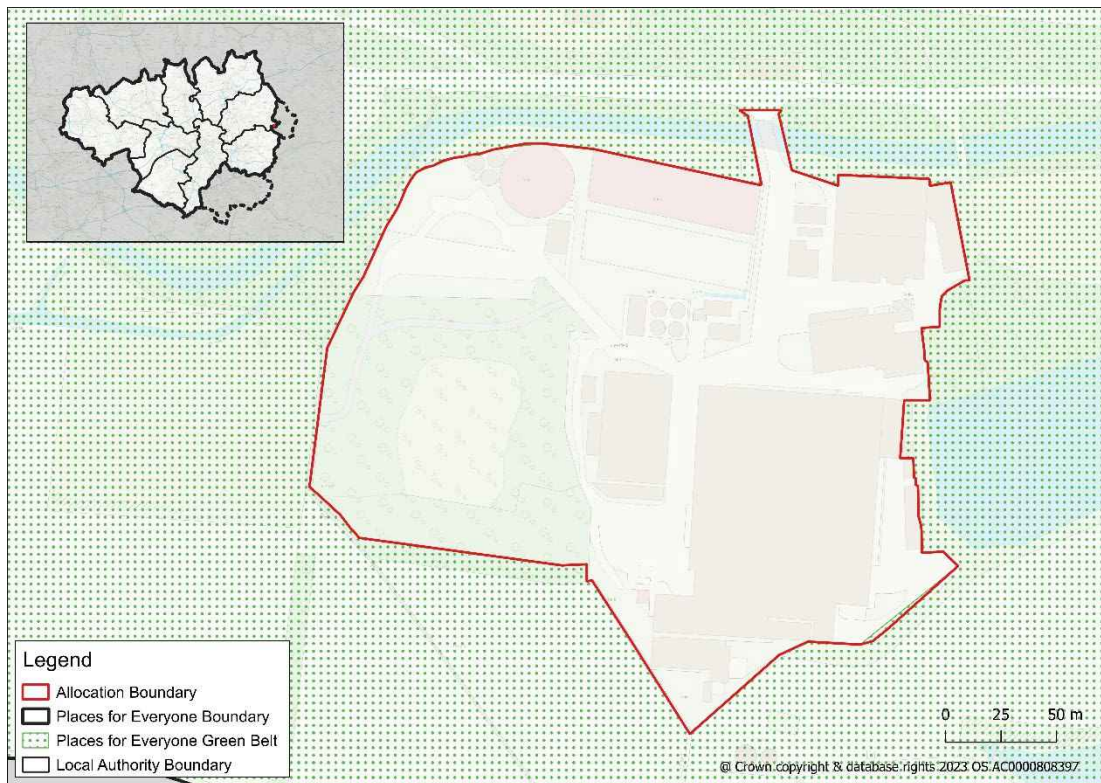 Legend
Allocation Boundary
Places for Everyone Boundary
Places for Everyone Green Belt
Local Authority Boundary
0 25 50 m
@ Crown copyright & database rights 2023 OS AC0000808397